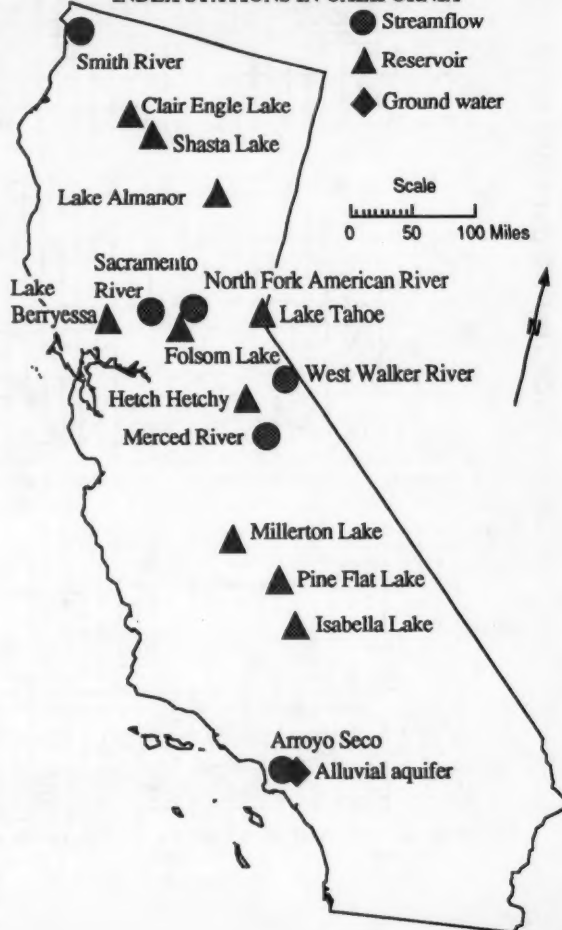 INDEX STATIONS IN CALIFORNIA
Streamflow
Reservoir
Ground water
Smith River
Clair Engle Lake
Shasta Lake
Lake Almanor
Scale
0 50 100 Miles
Sacramento
River
North Fork American River
Lake
Berryessa
Lake Tahoe
Folsom Lake
N
West Walker River
Hetch Hetchy
Merced River
Millerton Lake
Pine Flat Lake
Isabella Lake
Arroyo Seco
Alluvial aquifer